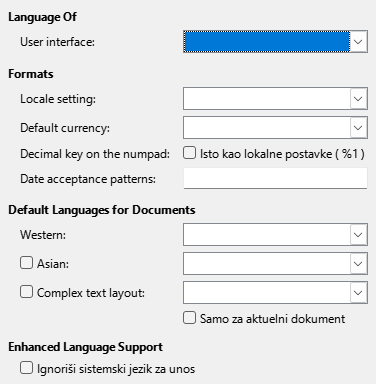 Language Of
User interface:
Formats
Locale setting:
Default currency:
Decimal key on the numpad: Isto kao lokalne postavke ( %1 )
Date acceptance patterns:
Default Languages for Documents
Western:
Asian:
Complex text layout:
Samo za aktuelni dokument
Enhanced Language Support
Ignoriši sistemski jezik za unos